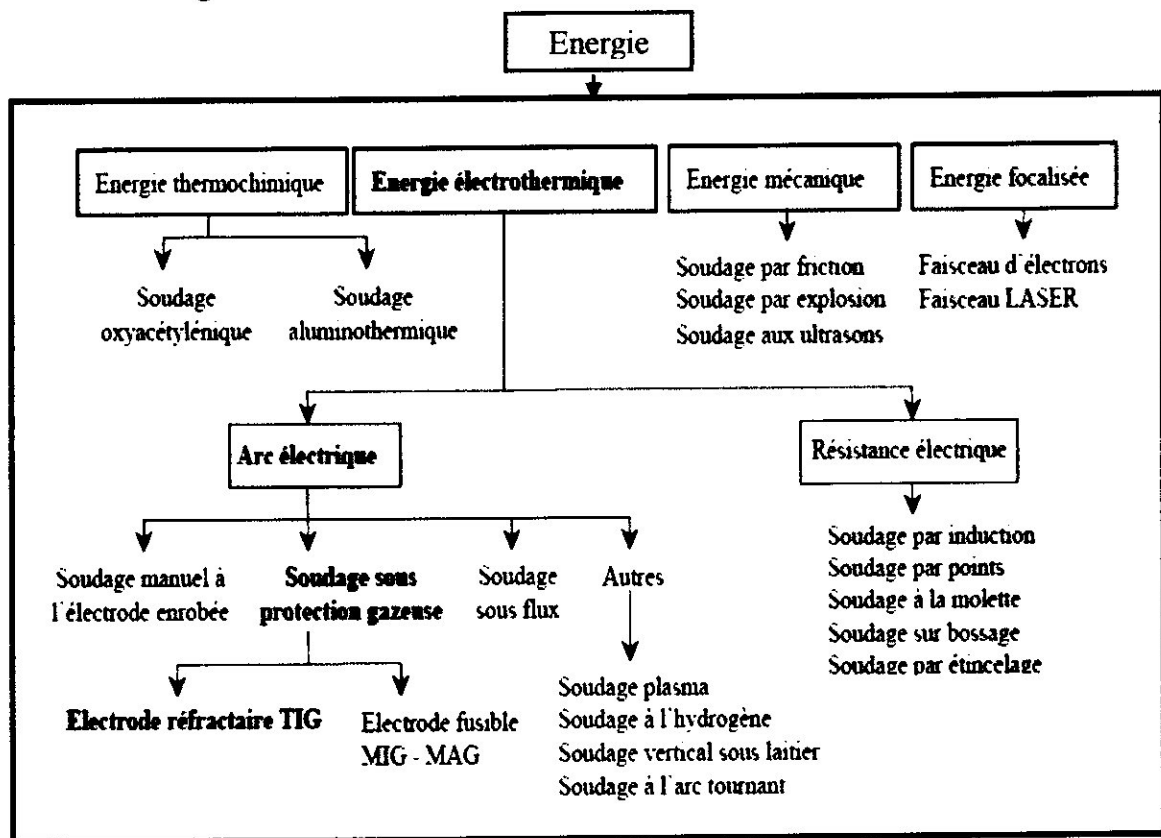 Energie
Energie thermochimique
Energie électrothermique
Energie mécanique
Energie focalisée
Soudage
oxyacétylénique
Soudage
aluminothermique
Soudage par friction
Soudage par explosion
Soudage aux ultrasons
Faisceau d'électrons
Faisceau LASER
Arc électrique
Résistance électrique
Soudage manuel à
l'électrode enrobée
Soudage sous
protection gazeuse
Soudage
sous flux
Autres
Soudage par induction
Soudage par points
Soudage à la molette
Soudage sur bossage
Soudage par étincelage
Electrode réfractaire TIG
Electrode fusible
MIG - MAG
Soudage plasma
Soudage à l'hydrogène
Soudage vertical sous laitier
Soudage à l'arc tournant